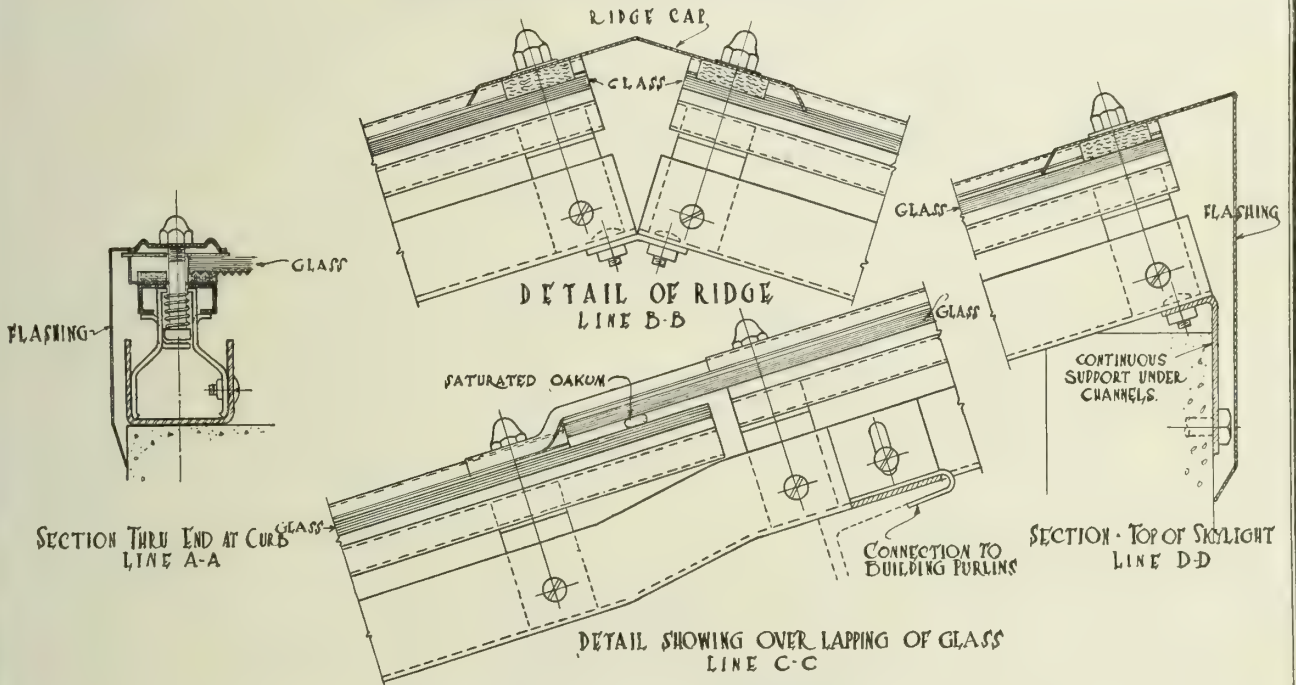 RIDGE CAP
GLASS
DETAIL OF RIDGE
LINE B-B
GLASS
FLASHING
SECTION THRU END AT CURB
LINE A-A
SATURATED OAKUM
GLASS
GLASS
CONNECTION TO
BUILDING PURLINS
DETAIL SHOWING OVER LAPPING OF GLASS
LINE C-C
GLASS
FLASHING
CONTINUOUS
SUPPORT UNDER
CHANNELS.
SECTION - TOP OF SKYLIGHT
LINE D-D